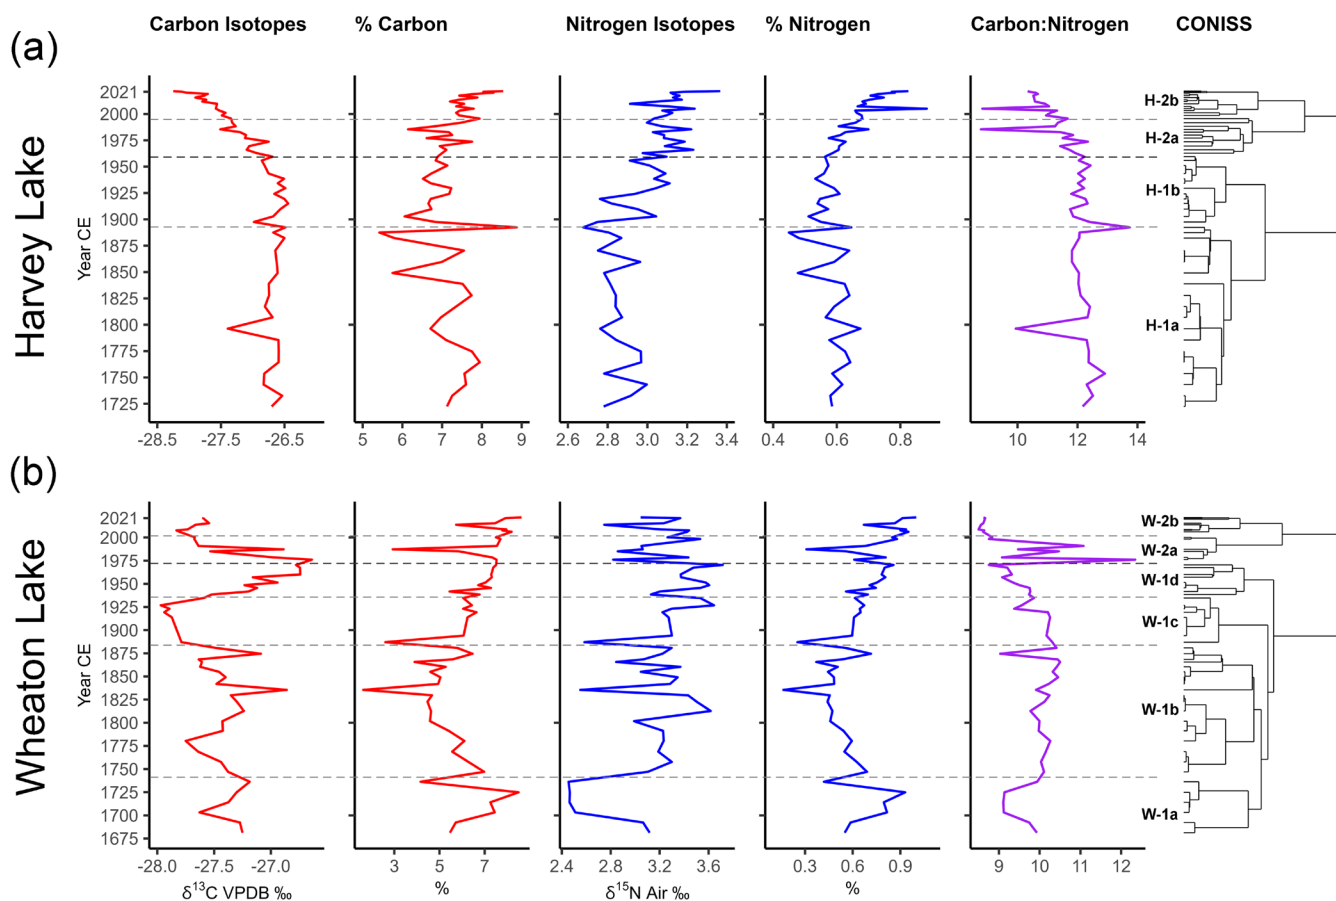 Carbon Isotopes % Carbon Nitrogen Isotopes % Nitrogen Carbon:Nitrogen CONISS
(a)
Harvey Lake
Year CE
2021
2000
1975
1950
1925
1900
1875
1850
1825
1800
1775
1750
1725
H-2b
H-2a
H-1b
H-1a
-28.5 -27.5 -26.5
5 6 7 8 9
2.6 2.8 3.0 3.2 3.4
0.4 0.6 0.8
10 12 14
(b)
Wheaton Lake
Year CE
2021
2000
1975
1950
1925
1900
1875
1850
1825
1800
1775
1750
1725
1700
1675
W-2b
W-2a
W-1d
W-1c
W-1b
W-1a
-28.0 -27.5 -27.0
3 5 7
2.4 2.8 3.2 3.6
0.3 0.6 0.9
9 10 11 12
δ¹³C VPDB ‰ % δ¹⁵N Air ‰ %